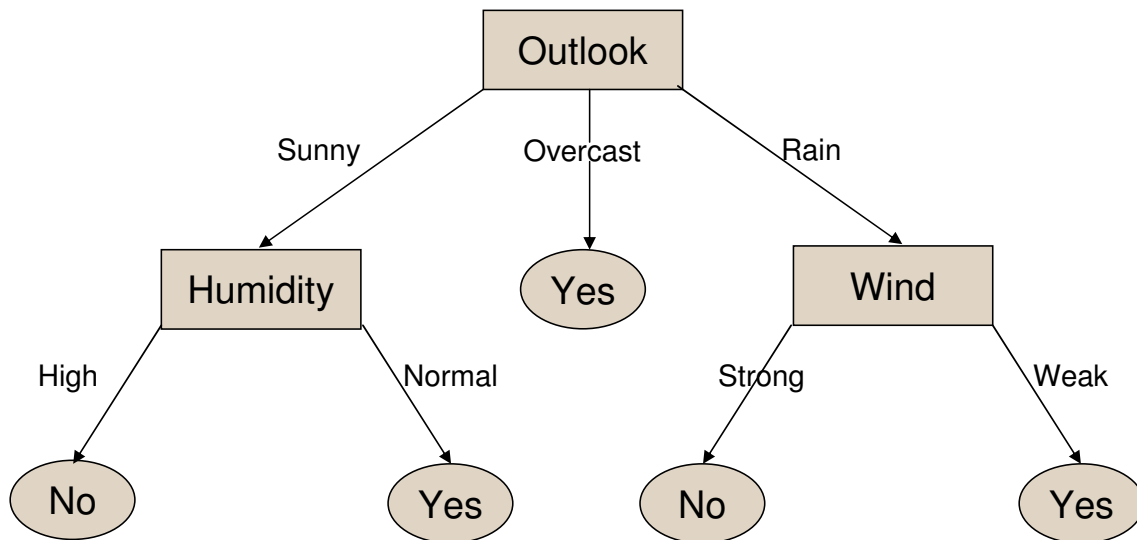 Outlook
Sunny
Overcast
Rain
Humidity
Yes
Wind
High
Normal
Strong
Weak
No
Yes
No
Yes